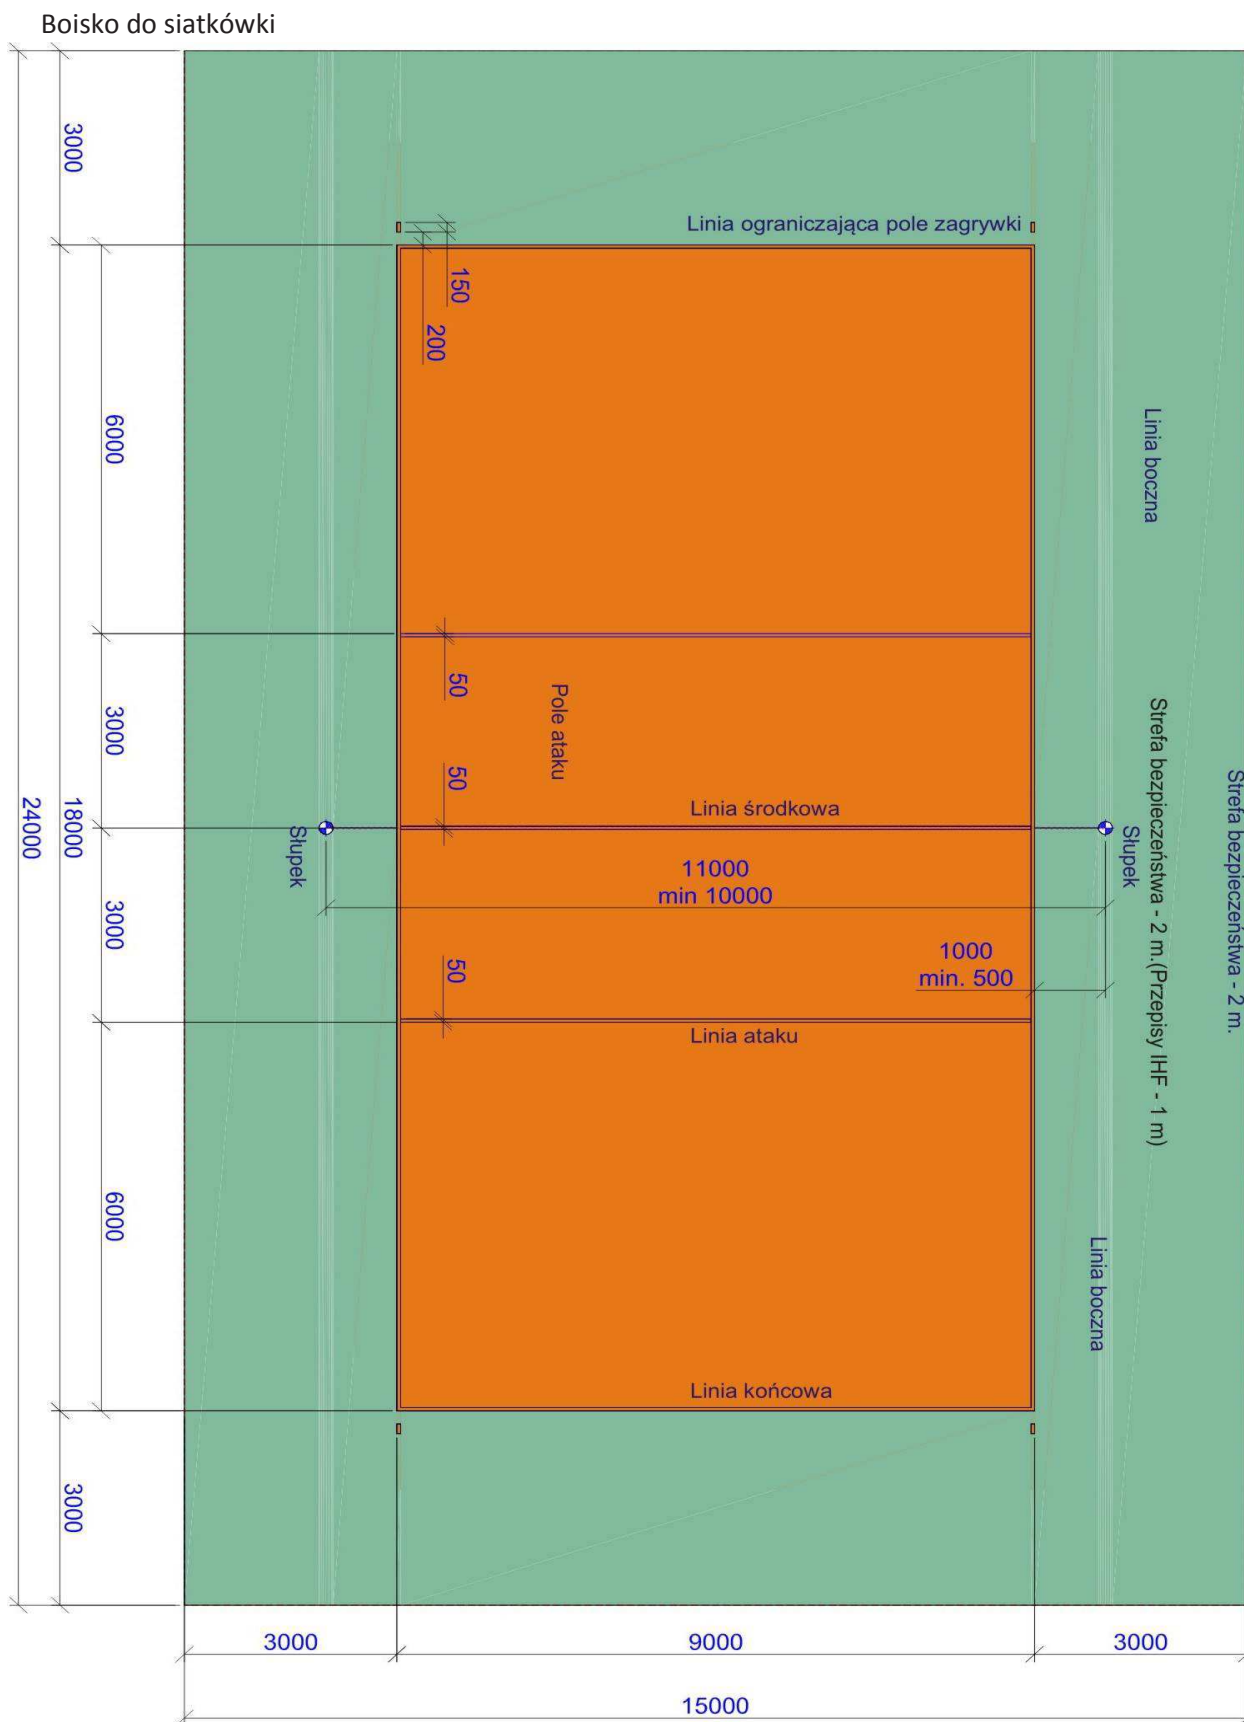 Boisko do siatkówki
3000
Linia ograniczająca pole zagrywki
150
200
6000
Linia boczna
50
Pole ataku
3000
50
Linia środkowa
Strefa bezpieczeństwa - 2 m.(Przepisy IHF - 1 m)
Strefa bezpieczeństwa - 2 m.
24000
18000
Słupek
Słupek
11000
min 10000
3000
1000
min. 500
50
Linia ataku
6000
Linia boczna
Linia końcowa
3000
3000
9000
3000
15000